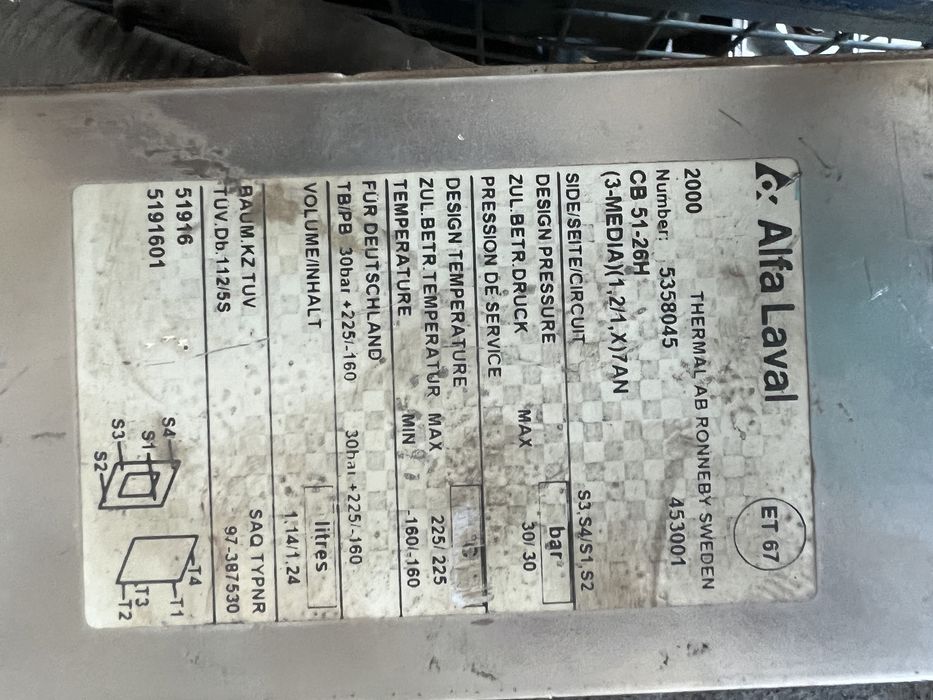 Alfa Laval
ET 67
2000 THERMAL AB RONNEBY SWEDEN
Number: 5358045 453001
CB 51-26H
(3-MEDIA)(1,2/1,X)7AN
SIDE/SEITE/CIRCUIT S3,S4/S1,S2
DESIGN PRESSURE bar
ZUL.BETR.DRUCK MAX 30/ 30
PRESSION DE SERVICE
DESIGN TEMPERATURE
ZUL.BETR.TEMPERATUR MAX 225/ 225
TEMPERATURE MIN -160/-160
FÜR DEUTSCHLAND
TB/PB 30bar +225/-160 30bar +225/-160
VOLUME/INHALT litres
1.14/1.24
BAUM.KZ.TUV SAQ TYPNR
TUV.Db.112/5S 97-387530
51916
5191601
S4
S1
S3
S2
T4
T1
T3
T2